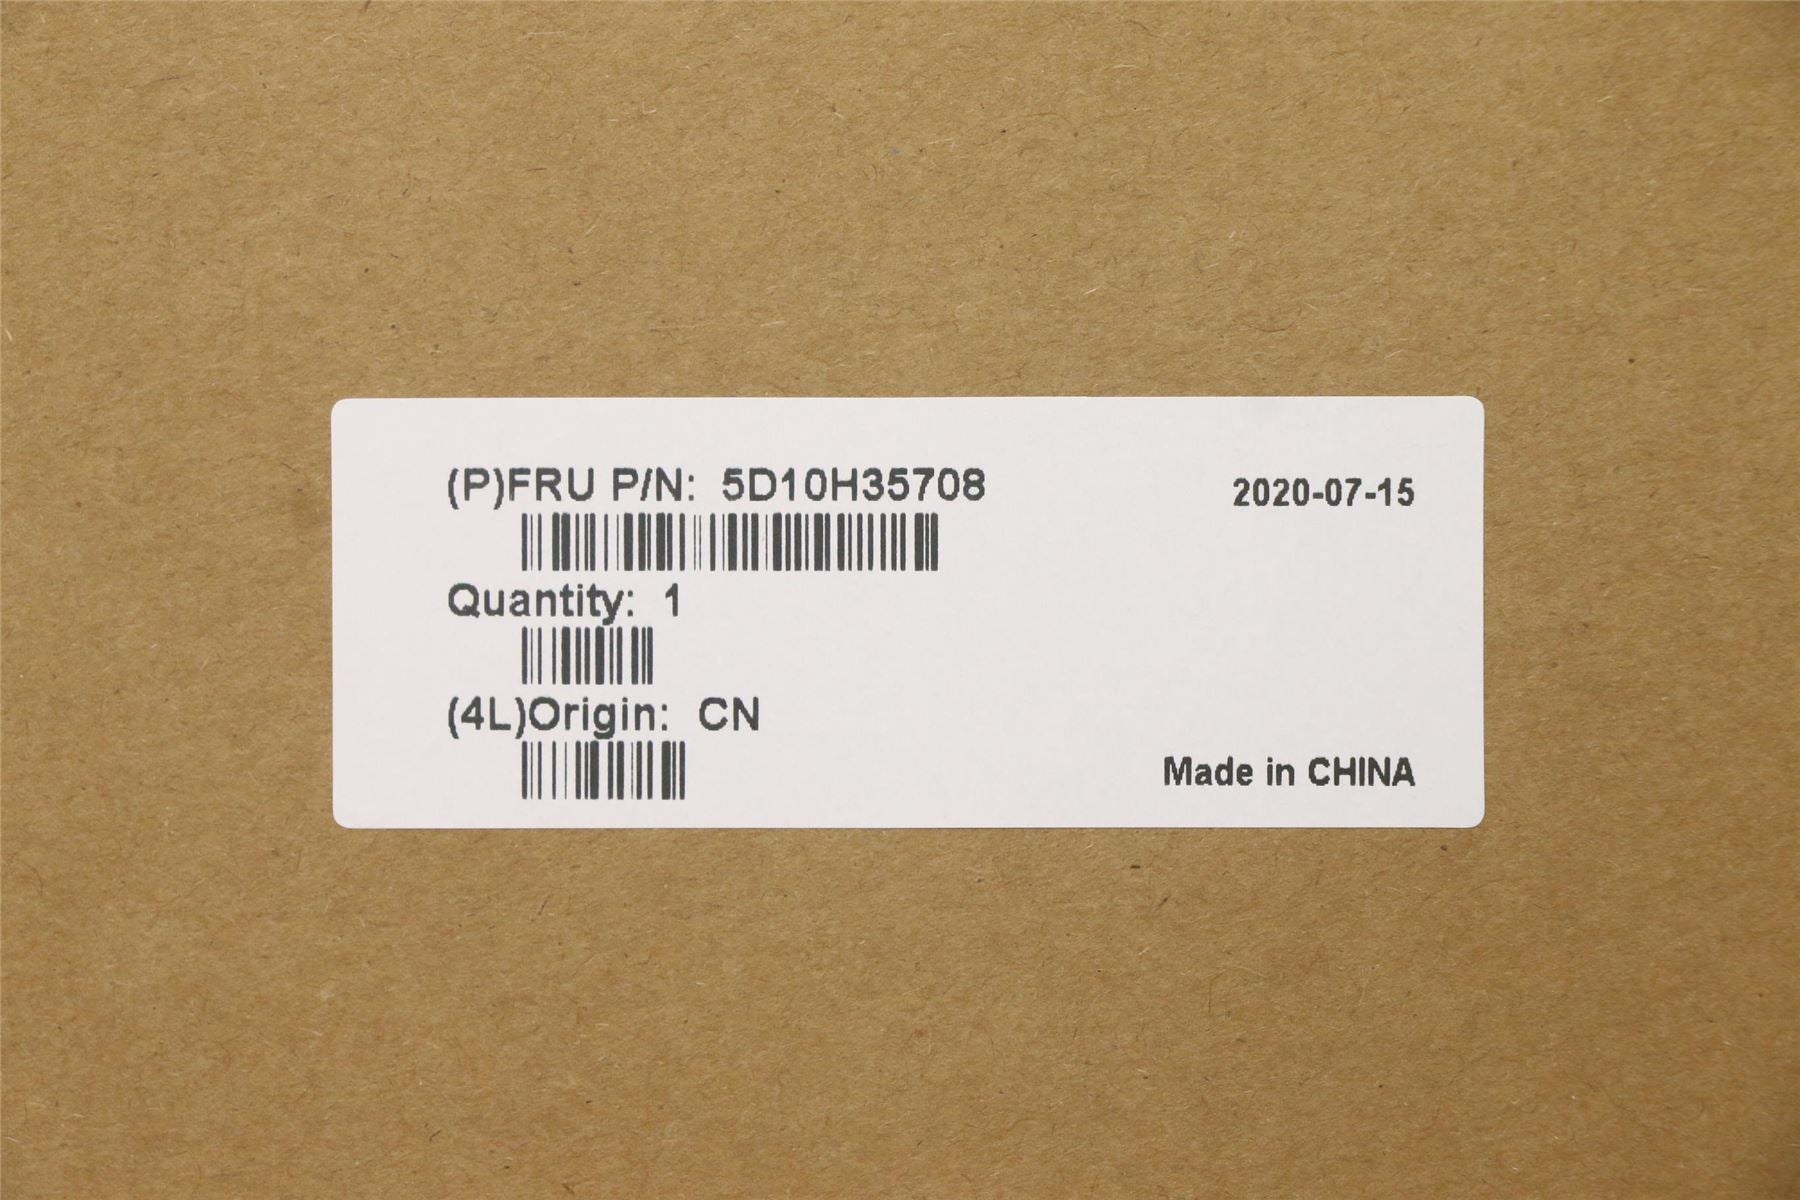 (P)FRU P/N: 5D10H35708
2020-07-15
Quantity: 1
(4L)Origin: CN
Made in CHINA